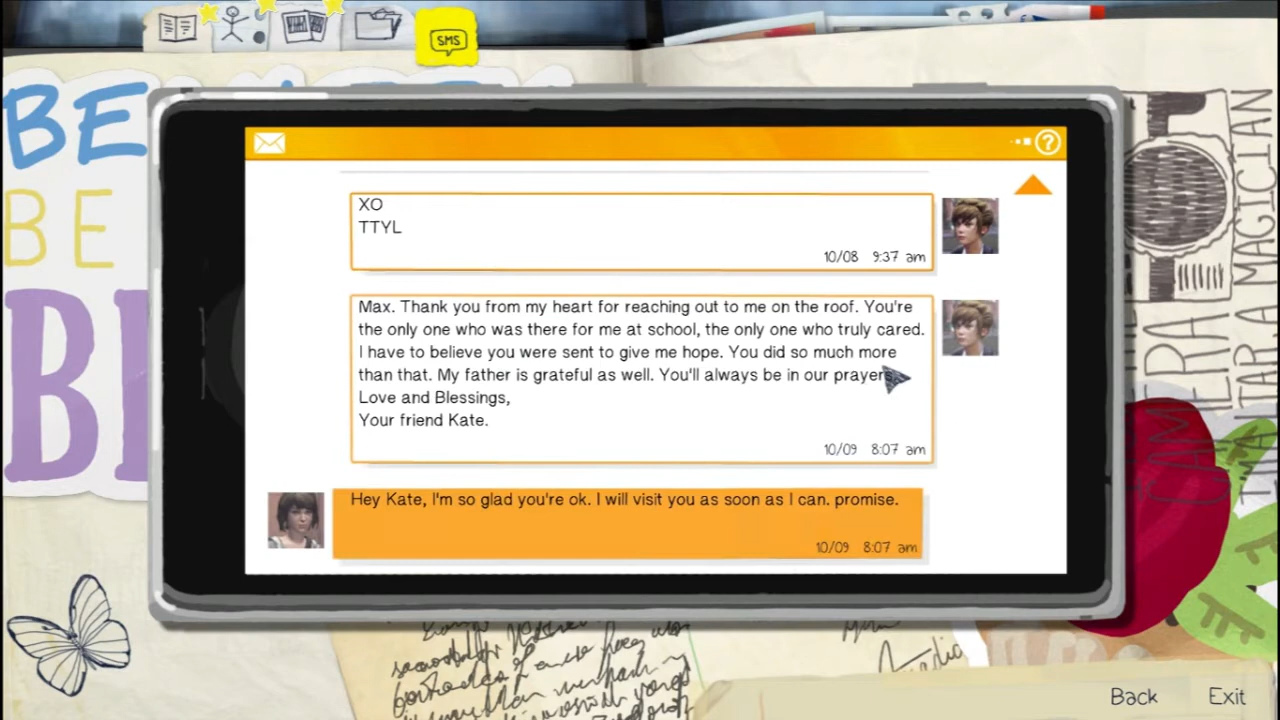 SMS
BE
BE
XO
TTYL
10/08 9:37 am
Max. Thank you from my heart for reaching out to me on the roof. You're
the only one who was there for me at school, the only one who truly cared.
I have to believe you were sent to give me hope. You did so much more
than that. My father is grateful as well. You'll always be in our prayers.
Love and Blessings,
Your friend Kate.
10/09 8:07 am
Hey Kate, I'm so glad you're ok. I will visit you as soon as I can. promise.
10/09 8:07 am
MAGICIAN
Back Exit